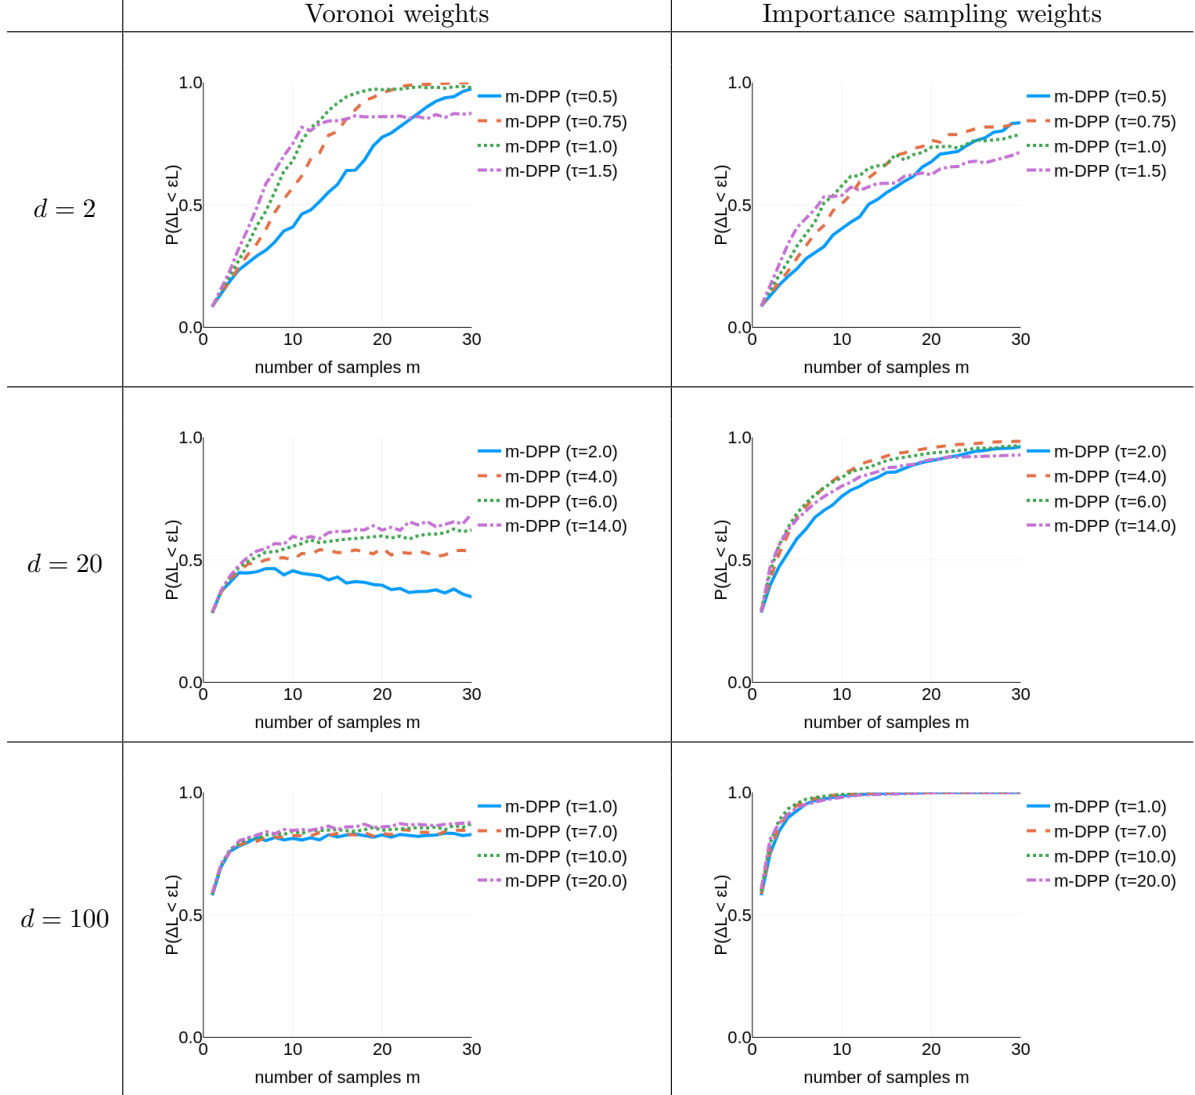 Voronoi weights
Importance sampling weights
d = 2
P(ΔL < εL)
1.0
0.5
0.0
0
10
20
30
number of samples m
m-DPP (τ=0.5)
m-DPP (τ=0.75)
m-DPP (τ=1.0)
m-DPP (τ=1.5)
P(ΔL < εL)
1.0
0.5
0.0
0
10
20
30
number of samples m
m-DPP (τ=0.5)
m-DPP (τ=0.75)
m-DPP (τ=1.0)
m-DPP (τ=1.5)
d = 20
P(ΔL < εL)
1.0
0.5
0.0
0
10
20
30
number of samples m
m-DPP (τ=2.0)
m-DPP (τ=4.0)
m-DPP (τ=6.0)
m-DPP (τ=14.0)
P(ΔL < εL)
1.0
0.5
0.0
0
10
20
30
number of samples m
m-DPP (τ=2.0)
m-DPP (τ=4.0)
m-DPP (τ=6.0)
m-DPP (τ=14.0)
d = 100
P(ΔL < εL)
1.0
0.5
0.0
0
10
20
30
number of samples m
m-DPP (τ=1.0)
m-DPP (τ=7.0)
m-DPP (τ=10.0)
m-DPP (τ=20.0)
P(ΔL < εL)
1.0
0.5
0.0
0
10
20
30
number of samples m
m-DPP (τ=1.0)
m-DPP (τ=7.0)
m-DPP (τ=10.0)
m-DPP (τ=20.0)